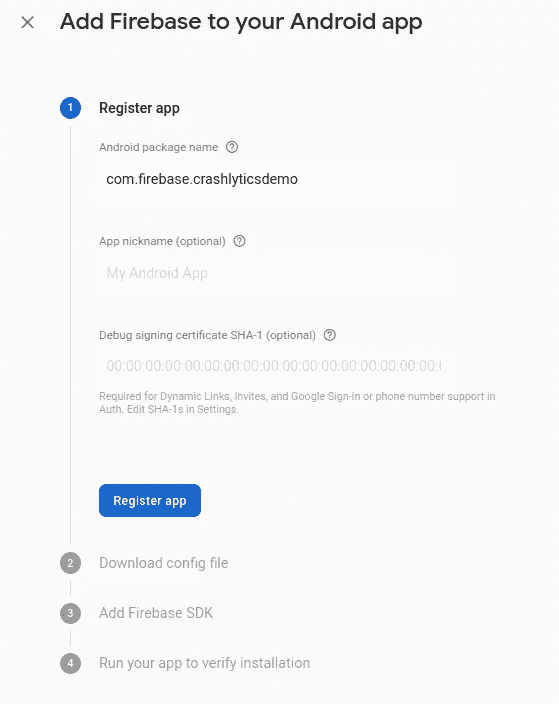 Add Firebase to your Android app
1 Register app
Android package name
com.firebase.crashlyticsdemo
App nickname (optional)
My Android App
Debug signing certificate SHA-1 (optional)
00:00:00:00:00:00:00:00:00:00:00:00:00:00:00:00:00:
Required for Dynamic Links, Invites, and Google Sign-In or phone number support in
Auth. Edit SHA-1s in Settings.
Register app
2 Download config file
3 Add Firebase SDK
4 Run your app to verify installation